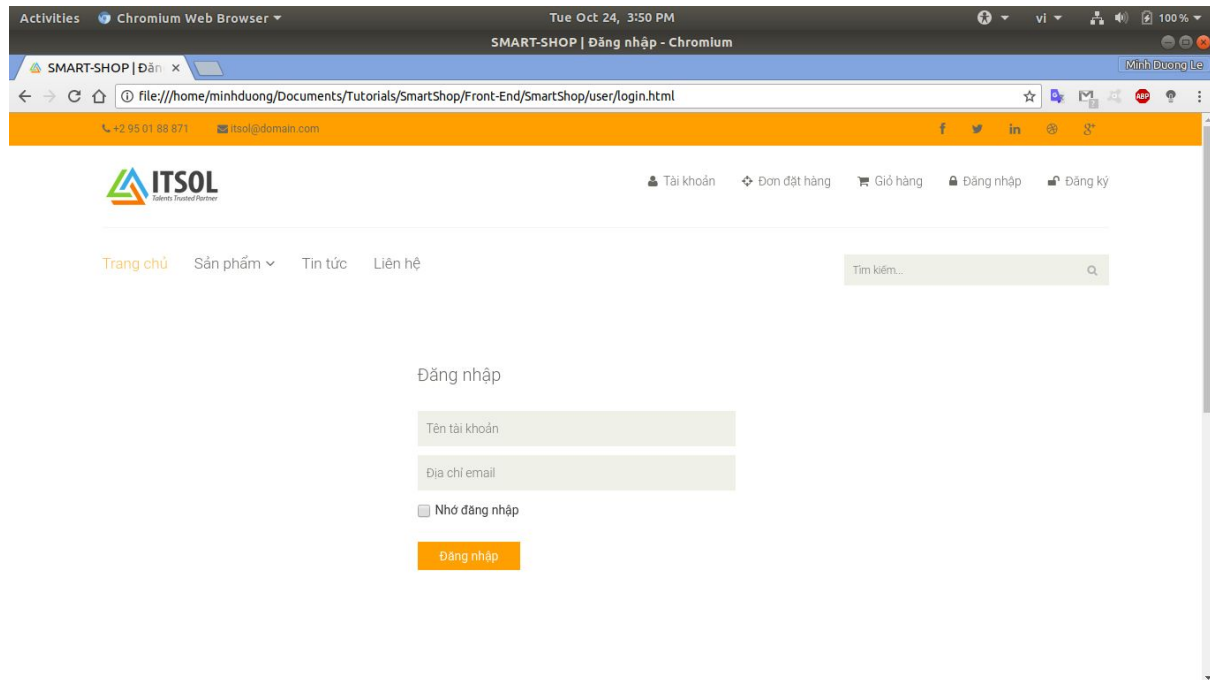 Activities Chromium Web Browser Tue Oct 24, 3:50 PM vi 100 %
SMART-SHOP | Đăng nhập - Chromium
SMART-SHOP | Đăn Minh Duong Le
file:///home/minhduong/Documents/Tutorials/SmartShop/Front-End/SmartShop/user/login.html ABP
+2 95 01 88 871 itsol@domain.com
ITSOL
Talents Trusted Partner
Tài khoản Đơn đặt hàng Giỏ hàng Đăng nhập Đăng ký
Trang chủ Sản phẩm Tin tức Liên hệ
Tìm kiếm...
Đăng nhập
Tên tài khoản
Địa chỉ email
Nhớ đăng nhập
Đăng nhập